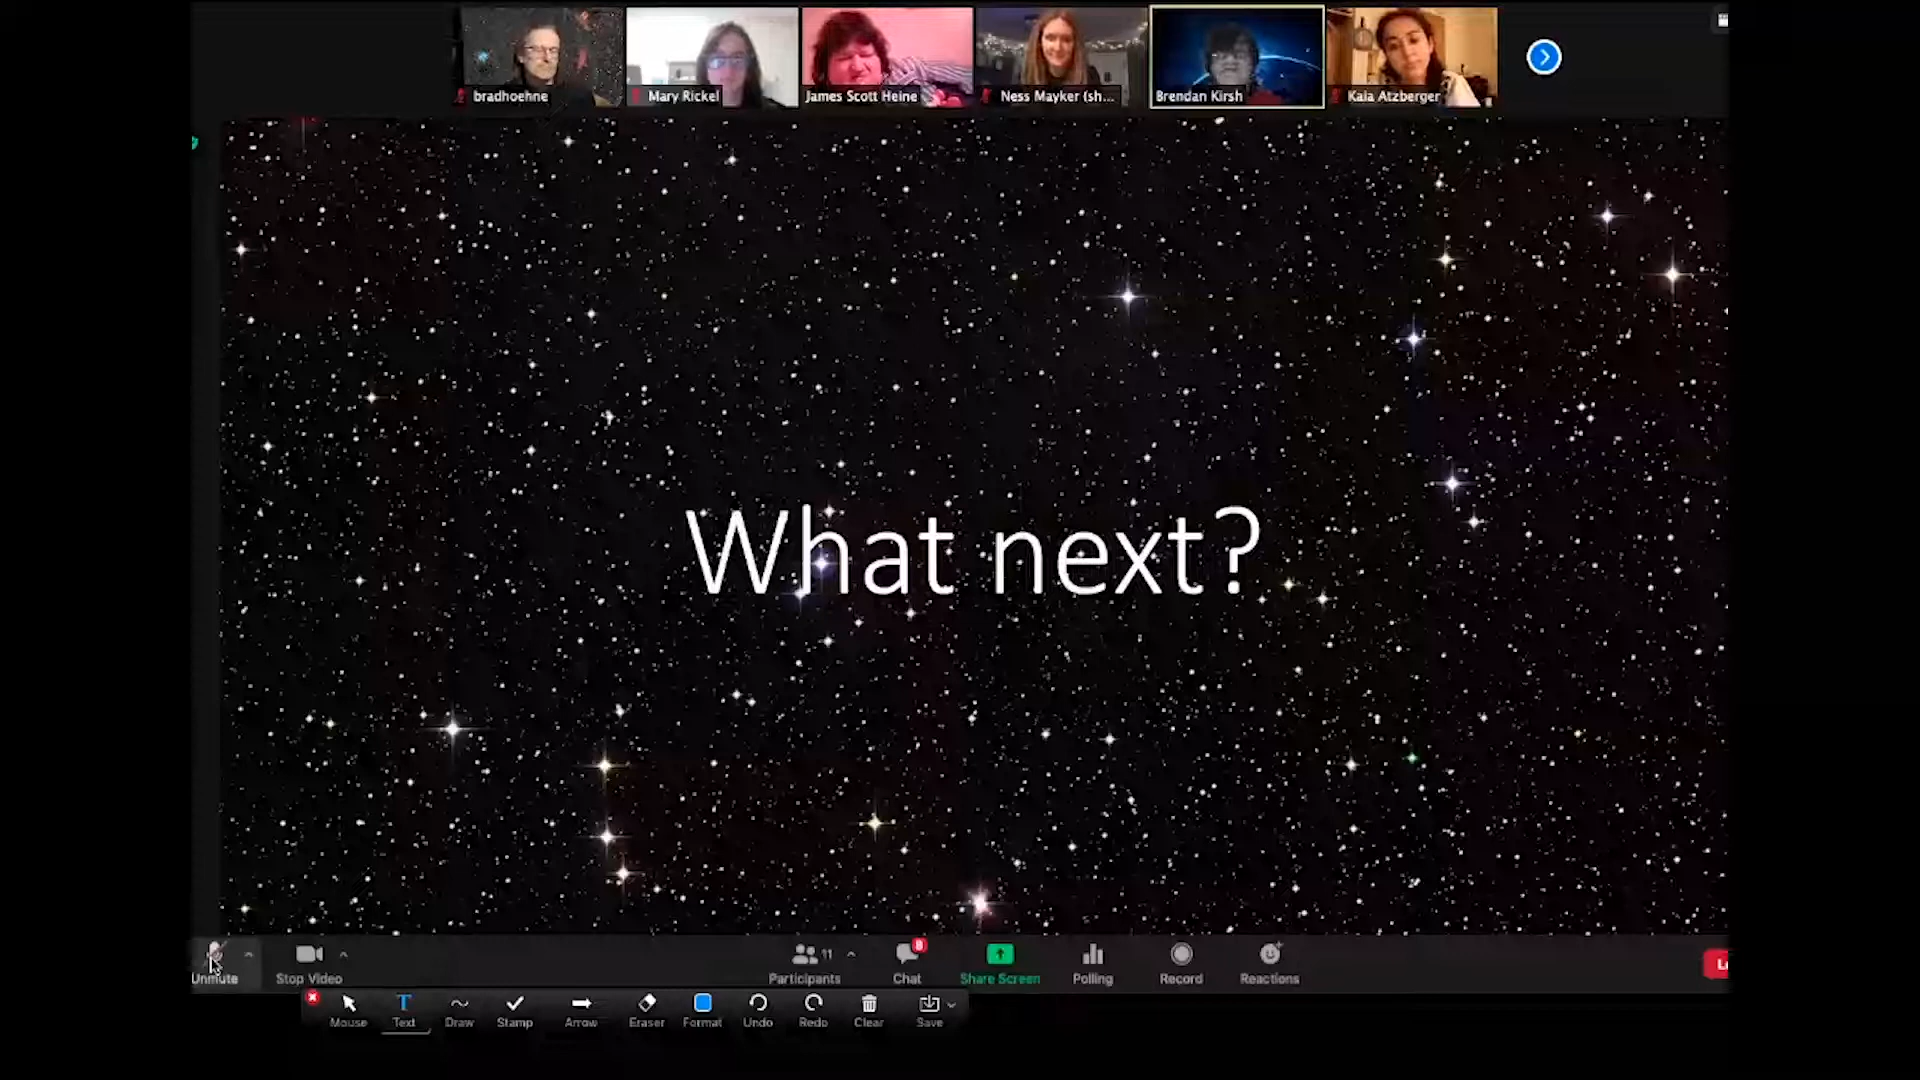 bradhoehne
Mary Rickel
James Scott Heine
Ness Mayker (sh...
Brendan Kirsh
Kaia Atzberger
What next?
Unmute
Stop Video
Participants
11
Chat
8
Share Screen
Polling
Record
Reactions
Mouse
Text
Draw
Stamp
Arrow
Eraser
Format
Undo
Redo
Clear
Save